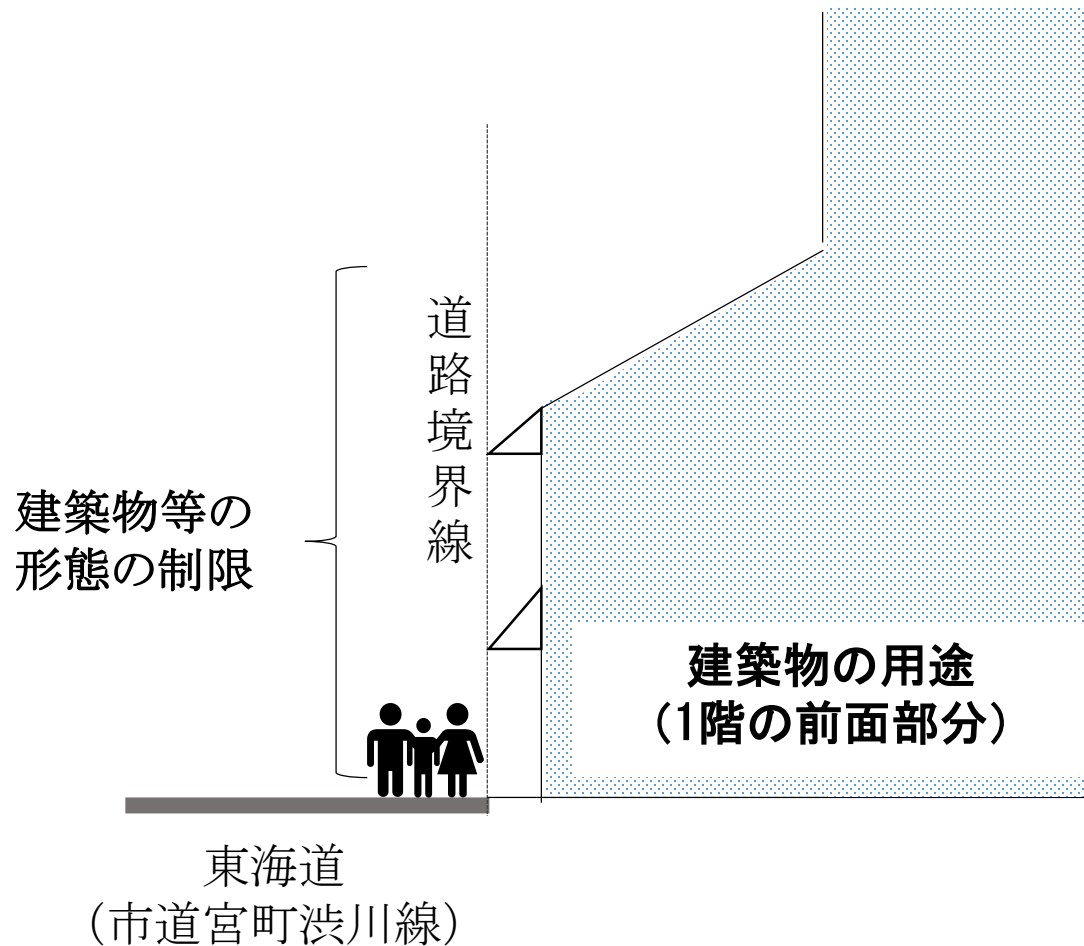 道路境界線
建築物等の
形態の制限
建築物の用途
（1階の前面部分）
東海道
（市道宮町渋川線）